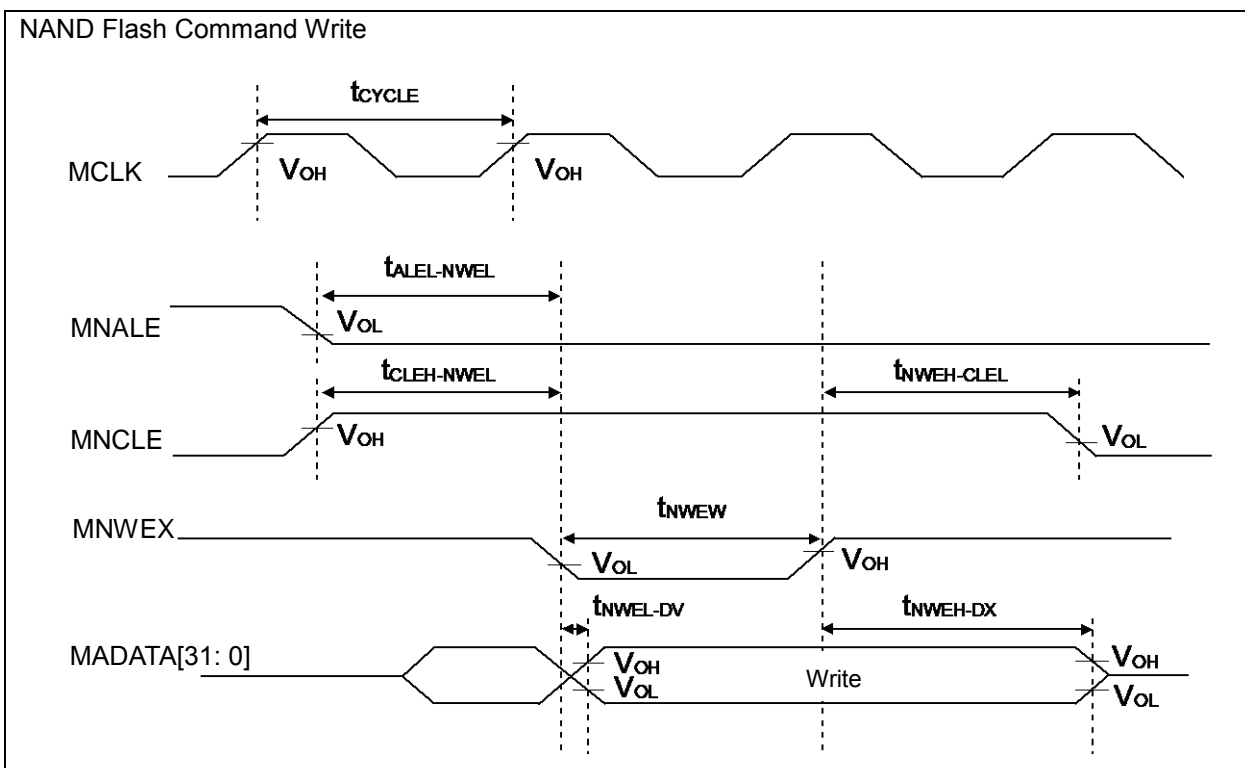 NAND Flash Command Write
tCYCLE
MCLK
VOH
VOH
tALEL-NWEL
MNALE
VOL
tCLEH-NWEL
tNWEH-CLEL
MNCLE
VOH
VOL
MNWEX
tNWEW
VOL
VOH
tNWEL-DV
tNWEH-DX
MADATA[31: 0]
VOH
VOL
Write
VOH
VOL